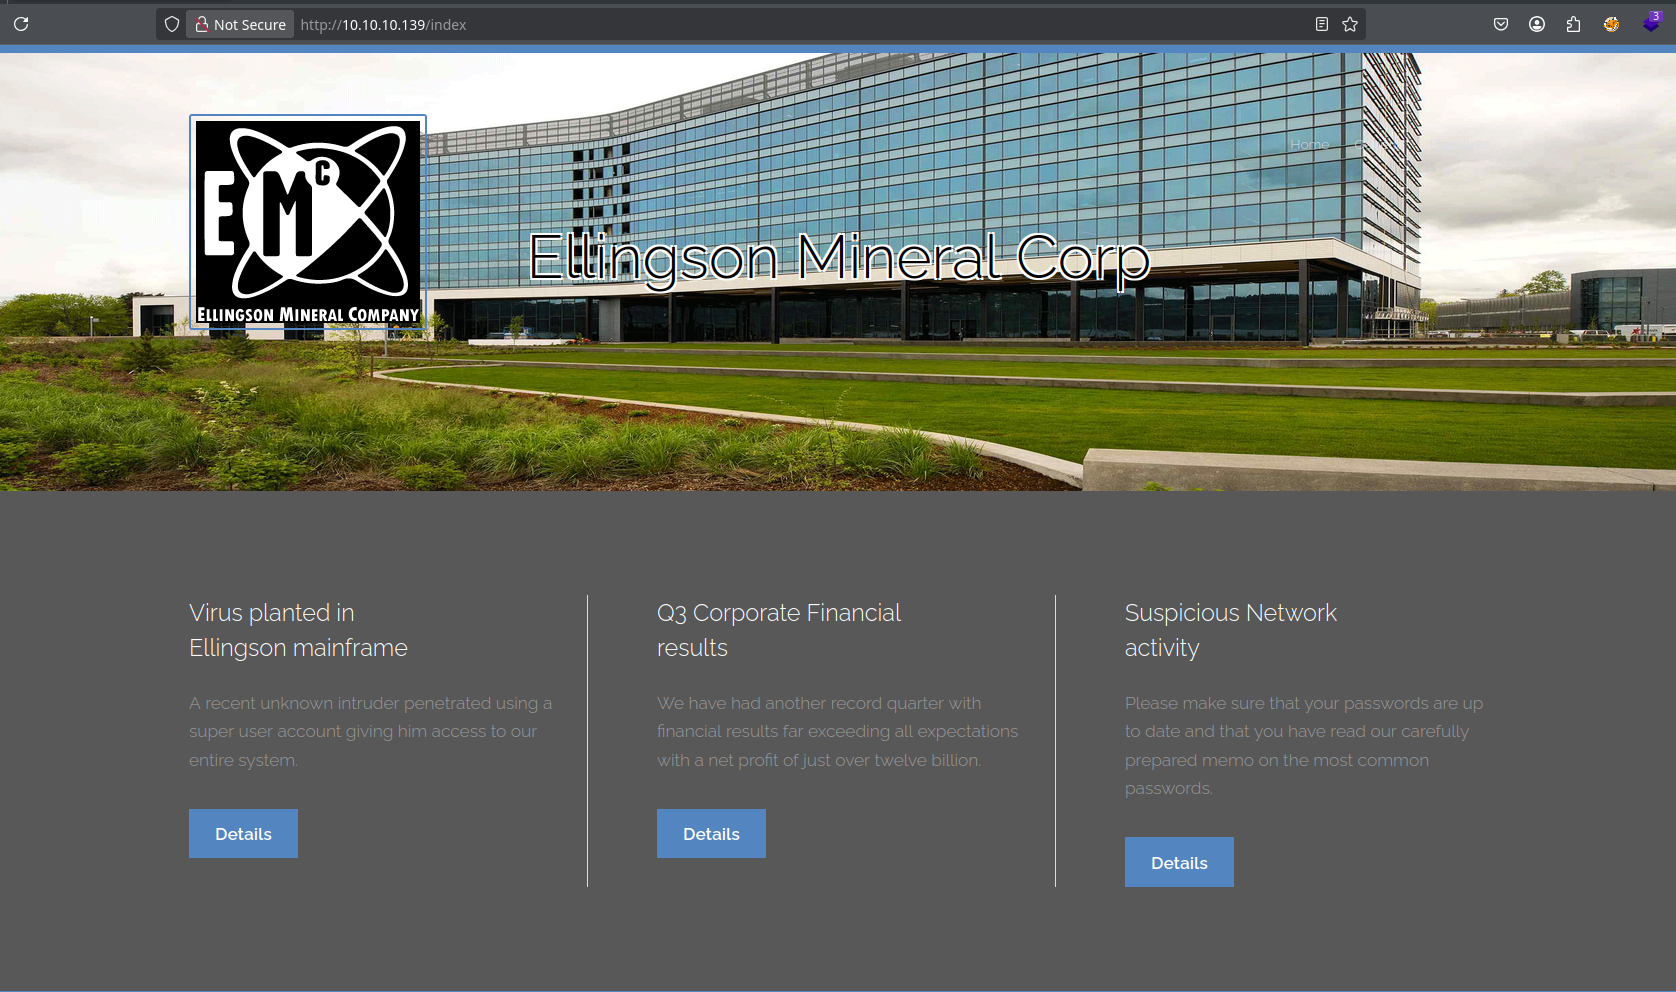 Not Secure
http://10.10.10.139/index
3
E M C
ELLINGSON MINERAL COMPANY
Home
Ellingson Mineral Corp
Virus planted in
Ellingson mainframe
A recent unknown intruder penetrated using a
super user account giving him access to our
entire system.
Details
Q3 Corporate Financial
results
We have had another record quarter with
financial results far exceeding all expectations
with a net profit of just over twelve billion.
Details
Suspicious Network
activity
Please make sure that your passwords are up
to date and that you have read our carefully
prepared memo on the most common
passwords.
Details